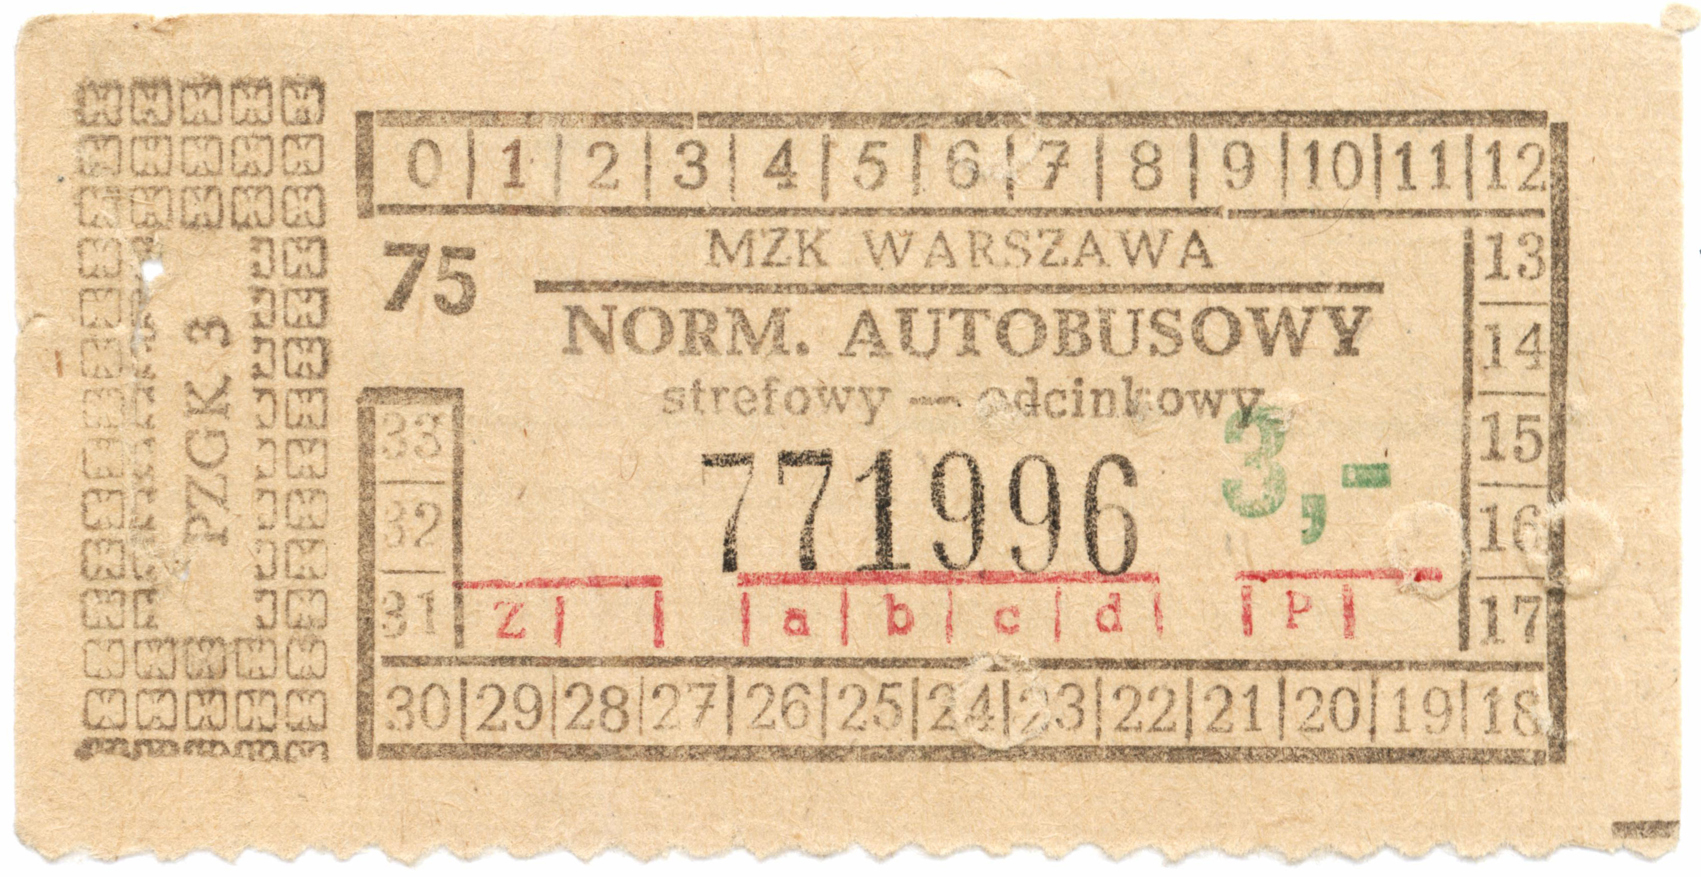 PZGK 3
0 1 2 3 4 5 6 7 8 9 10 11 12
75
MZK WARSZAWA
NORM. AUTOBUSOWY
strefowy — odcinkowy
771996
3,-
Z a b c d P
13
14
15
16
17
33
32
31
30 29 28 27 26 25 24 23 22 21 20 19 18